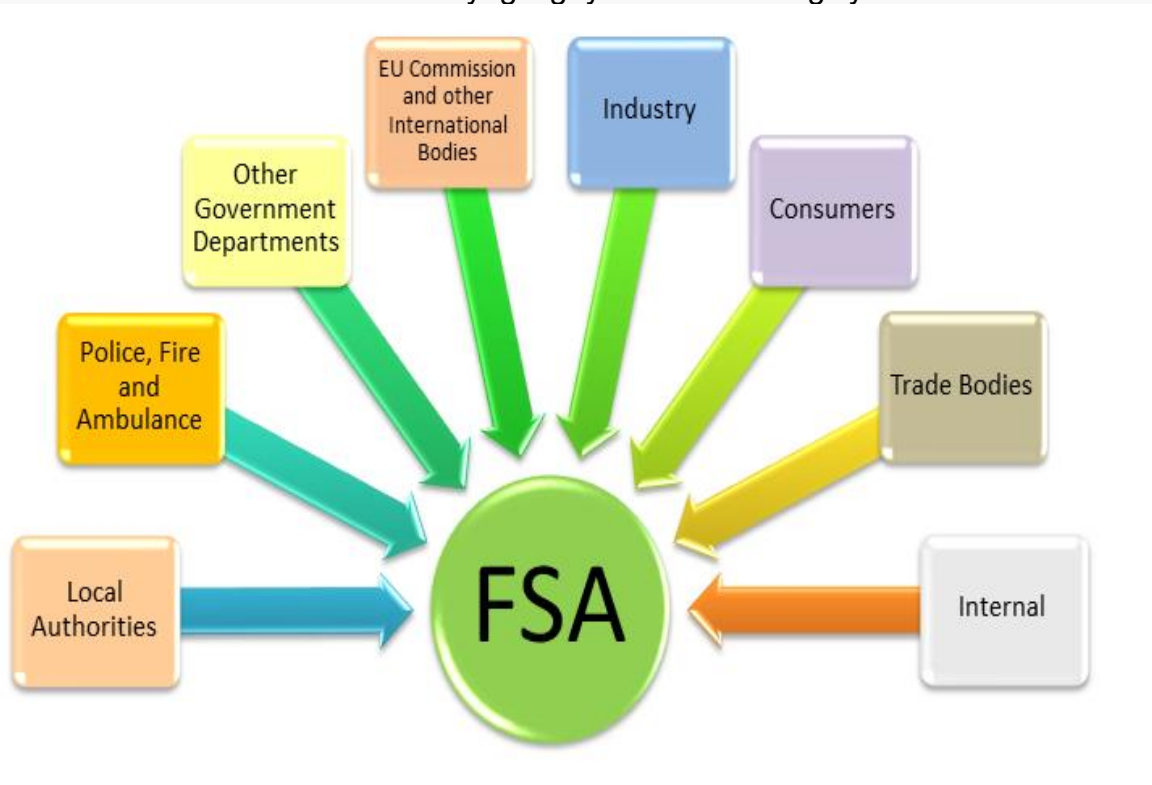 EU Commission
and other
International
Bodies
Industry
Other
Government
Departments
Consumers
Police, Fire
and
Ambulance
Trade Bodies
Local
Authorities
FSA
Internal